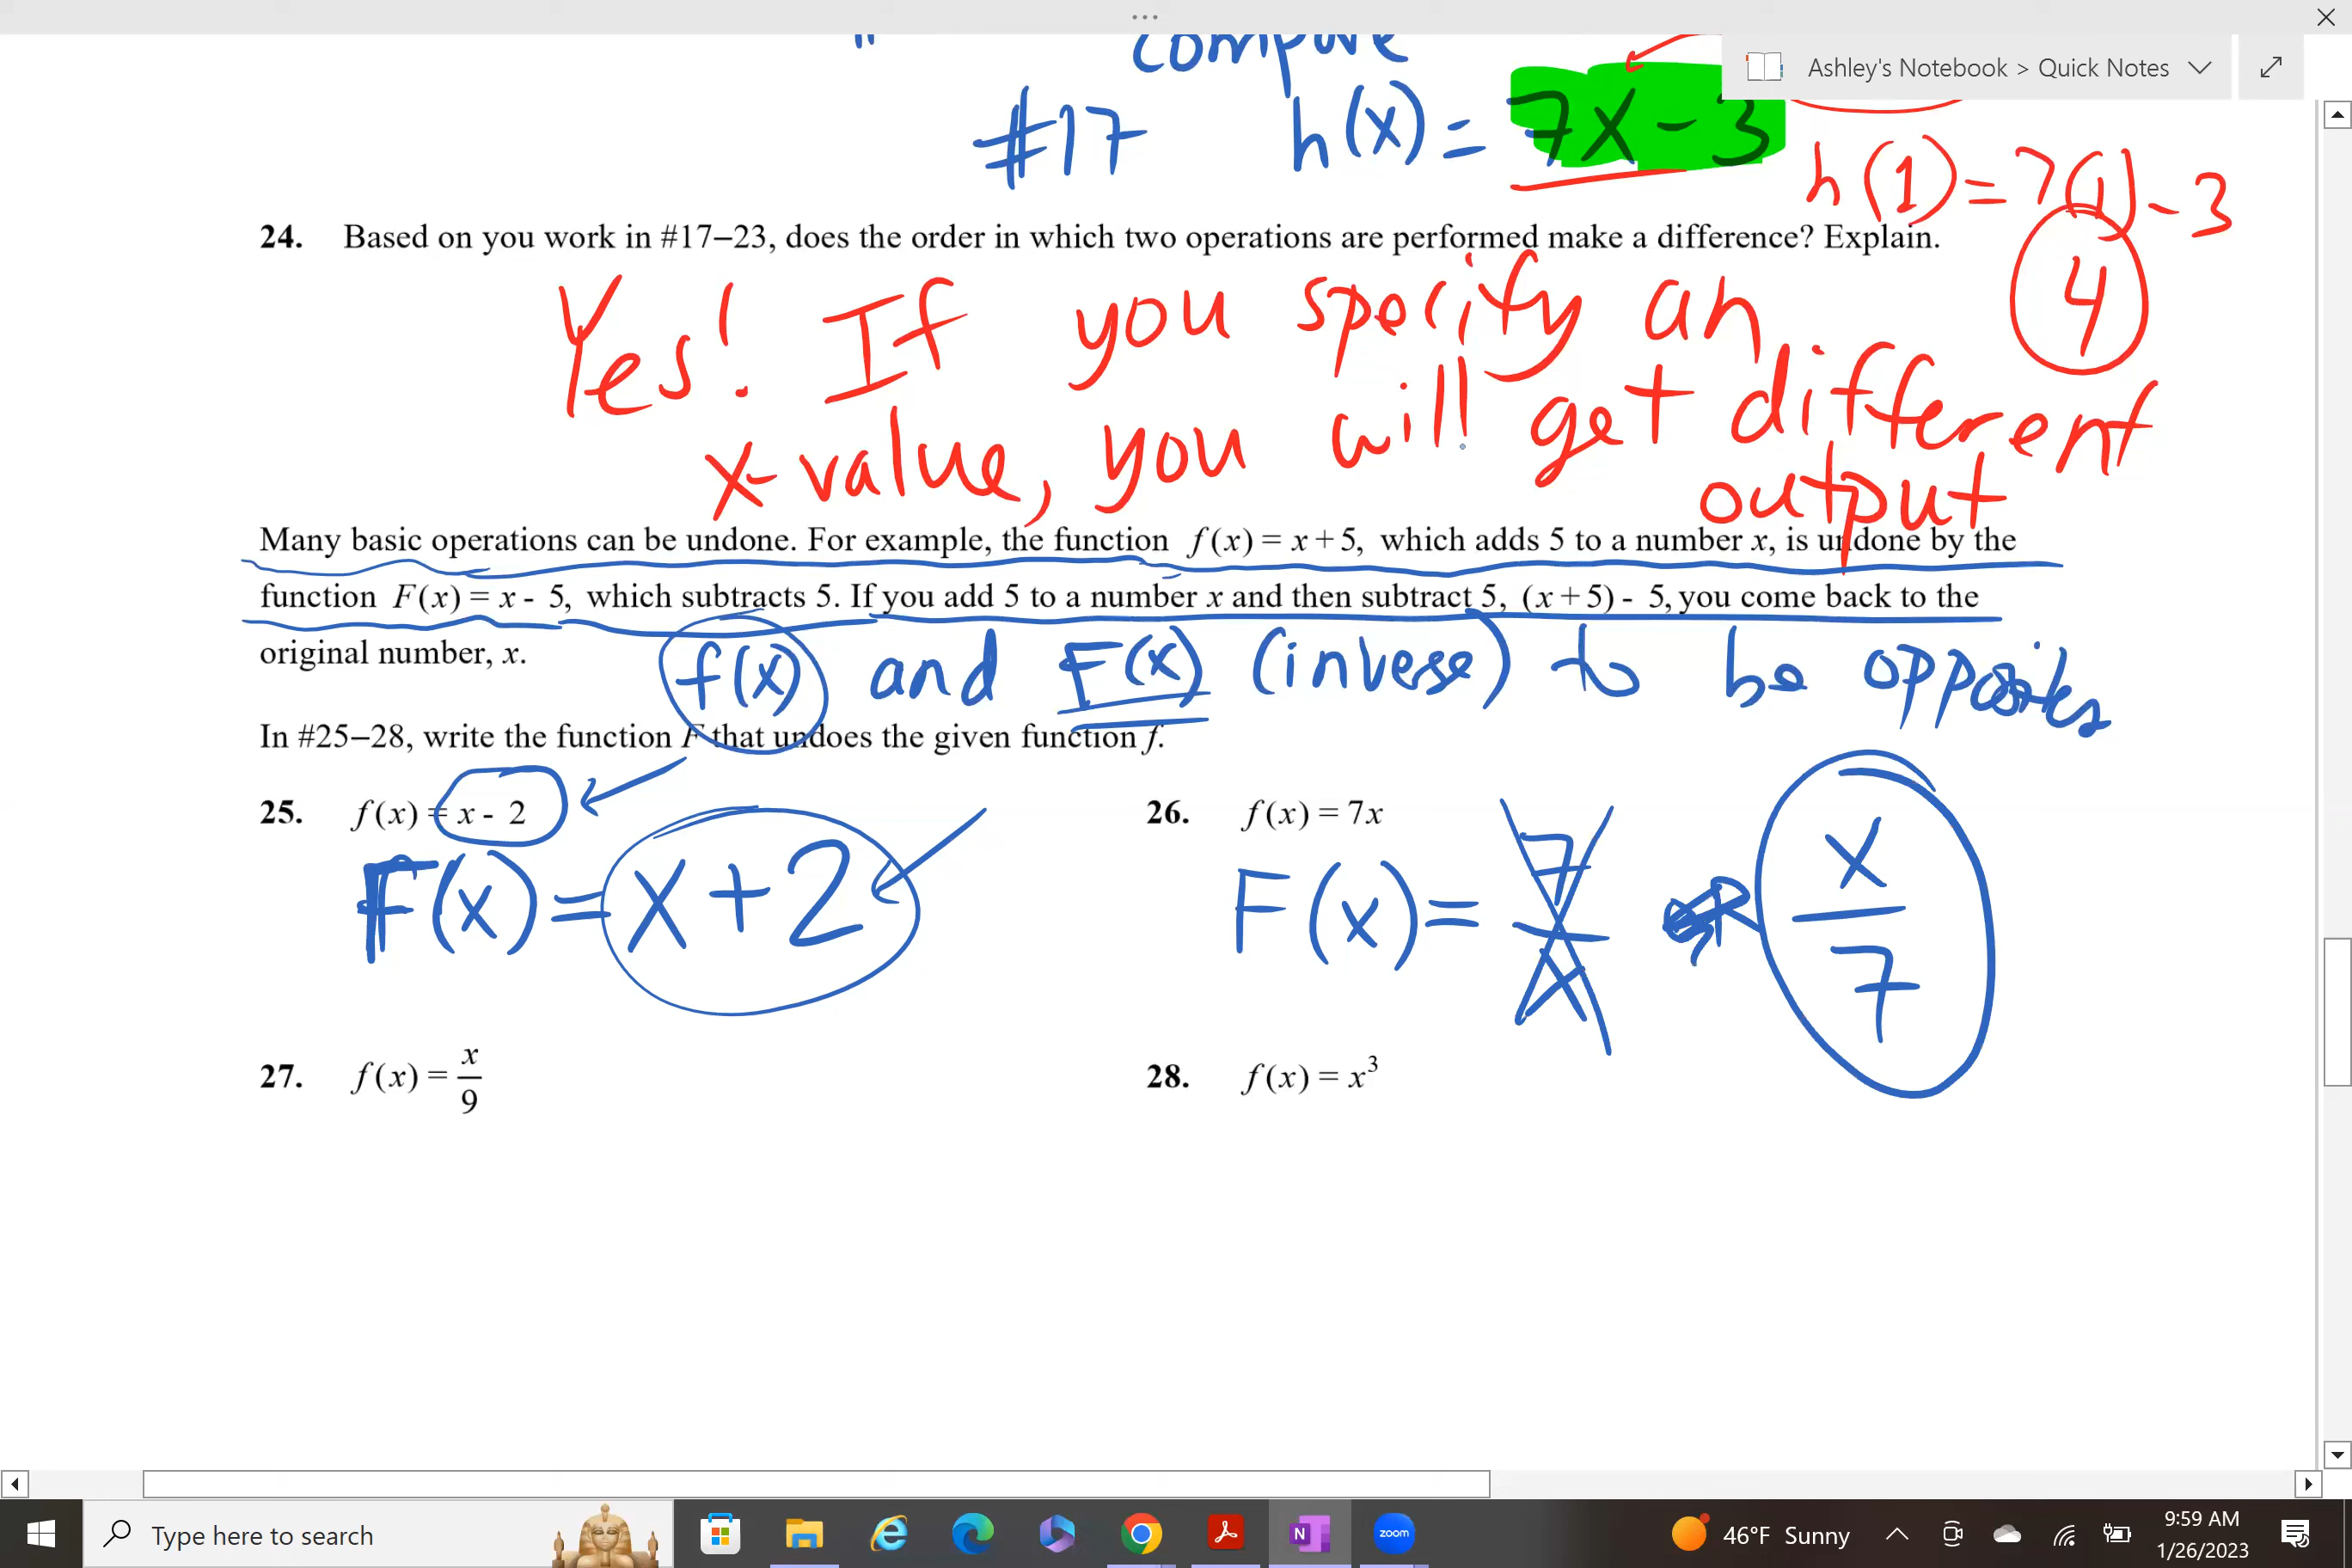 Ashley's Notebook > Quick Notes
" compute
#17 h(x) = 7x - 3
h(1) = 7(1) - 3
4
24. Based on you work in #17–23, does the order in which two operations are performed make a difference? Explain.
Yes! If you specify an
x-value, you will get different
output
Many basic operations can be undone. For example, the function f(x) = x + 5, which adds 5 to a number x, is undone by the
function F(x) = x - 5, which subtracts 5. If you add 5 to a number x and then subtract 5, (x + 5) - 5, you come back to the
original number, x.
f(x) and F(x) (inverse) to be opposites
In #25–28, write the function F that undoes the given function f.
25. f(x) = x - 2
F(x) = x + 2
26. f(x) = 7x
F(x) = 7/x x/7
27. f(x) = x/9
28. f(x) = x³
Type here to search
zoom
N
46°F Sunny
9:59 AM
1/26/2023